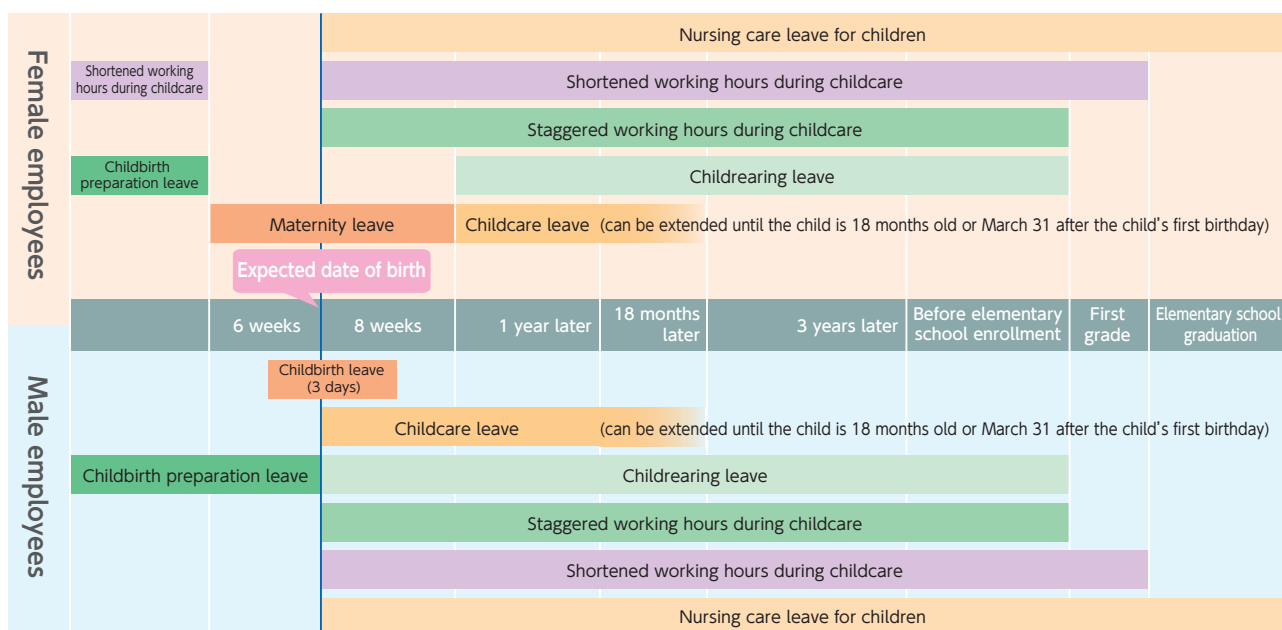 Female employees
Nursing care leave for children
Shortened working
hours during childcare
Shortened working hours during childcare
Staggered working hours during childcare
Childbirth
preparation leave
Childrearing leave
Maternity leave
Childcare leave (can be extended until the child is 18 months old or March 31 after the child's first birthday)
Expected date of birth
6 weeks
8 weeks
1 year later
18 months
later
3 years later
Before elementary
school enrollment
First
grade
Elementary school
graduation
Male employees
Childbirth leave
(3 days)
Childcare leave (can be extended until the child is 18 months old or March 31 after the child's first birthday)
Childbirth preparation leave
Childrearing leave
Staggered working hours during childcare
Shortened working hours during childcare
Nursing care leave for children